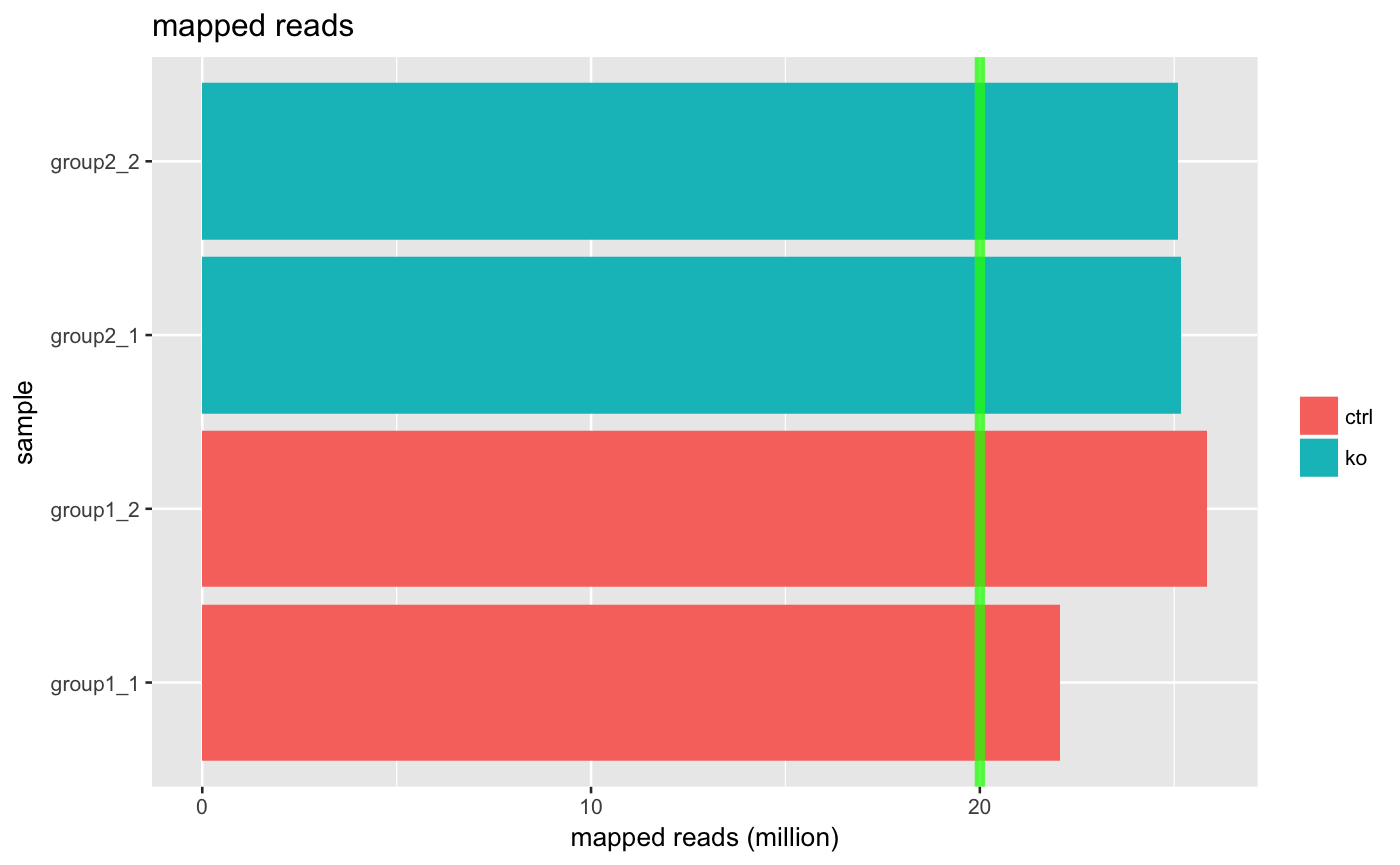 mapped reads
group2_2
group2_1
group1_2
group1_1
sample
0
10
20
mapped reads (million)
ctrl
ko